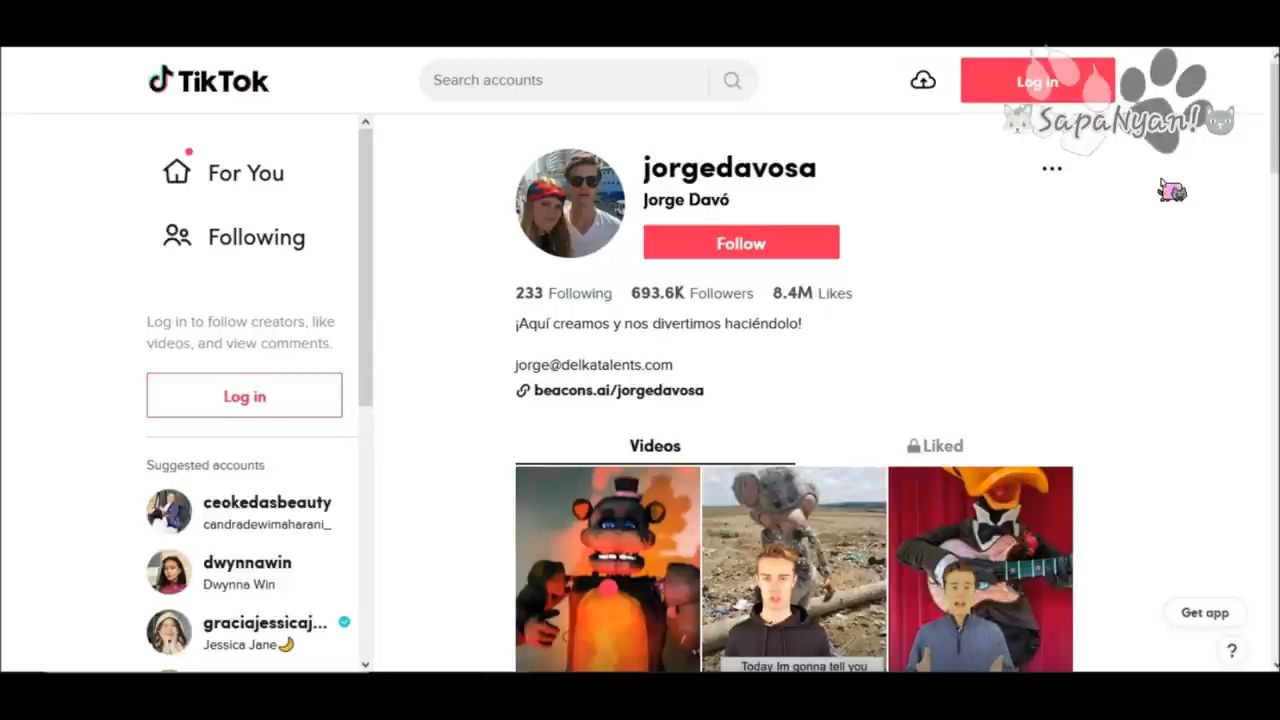 TikTok
Search accounts
Log in
SapaNyan!
For You
Following
Log in to follow creators, like
videos, and view comments.
Log in
Suggested accounts
ceokedasbeauty
candradewimaharani_
dwynnawin
Dwynna Win
graciajessicaj...
Jessica Jane🌙
jorgedavosa
Jorge Davó
Follow
233 Following 693.6K Followers 8.4M Likes
¡Aquí creamos y nos divertimos haciéndolo!
jorge@delkatalents.com
beacons.ai/jorgedavosa
Videos
Liked
Today Im gonna tell you
Get app
?